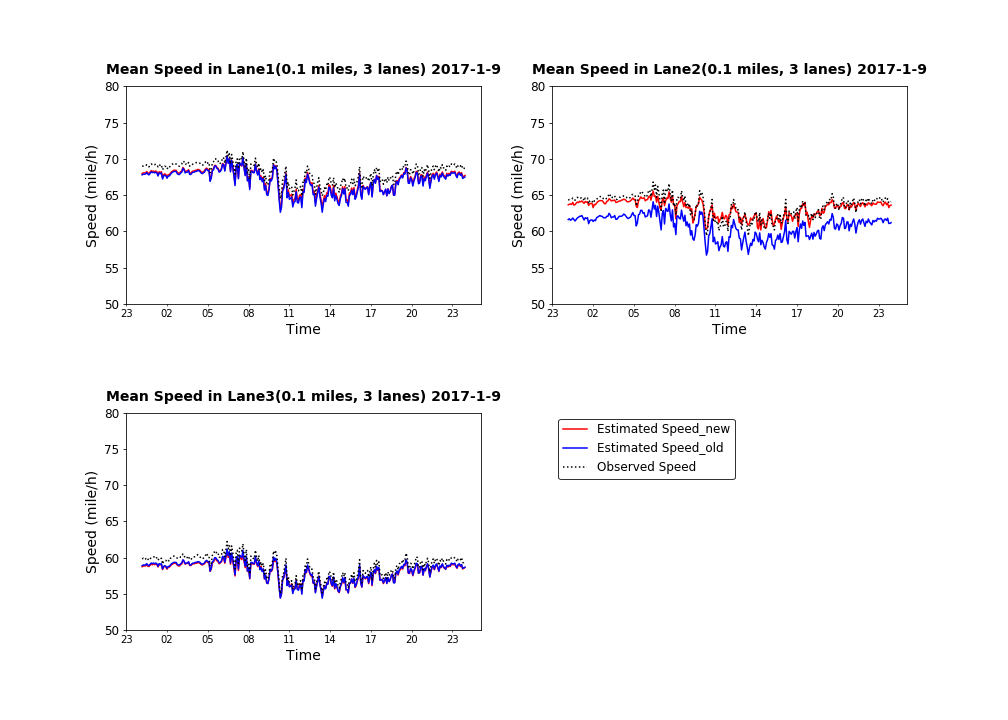 Mean Speed in Lane1(0.1 miles, 3 lanes) 2017-1-9
80
75
70
65
60
55
50
Speed (mile/h)
23 02 05 08 11 14 17 20 23
Time
Mean Speed in Lane2(0.1 miles, 3 lanes) 2017-1-9
80
75
70
65
60
55
50
Speed (mile/h)
23 02 05 08 11 14 17 20 23
Time
Mean Speed in Lane3(0.1 miles, 3 lanes) 2017-1-9
80
75
70
65
60
55
50
Speed (mile/h)
23 02 05 08 11 14 17 20 23
Time
Estimated Speed_new
Estimated Speed_old
Observed Speed